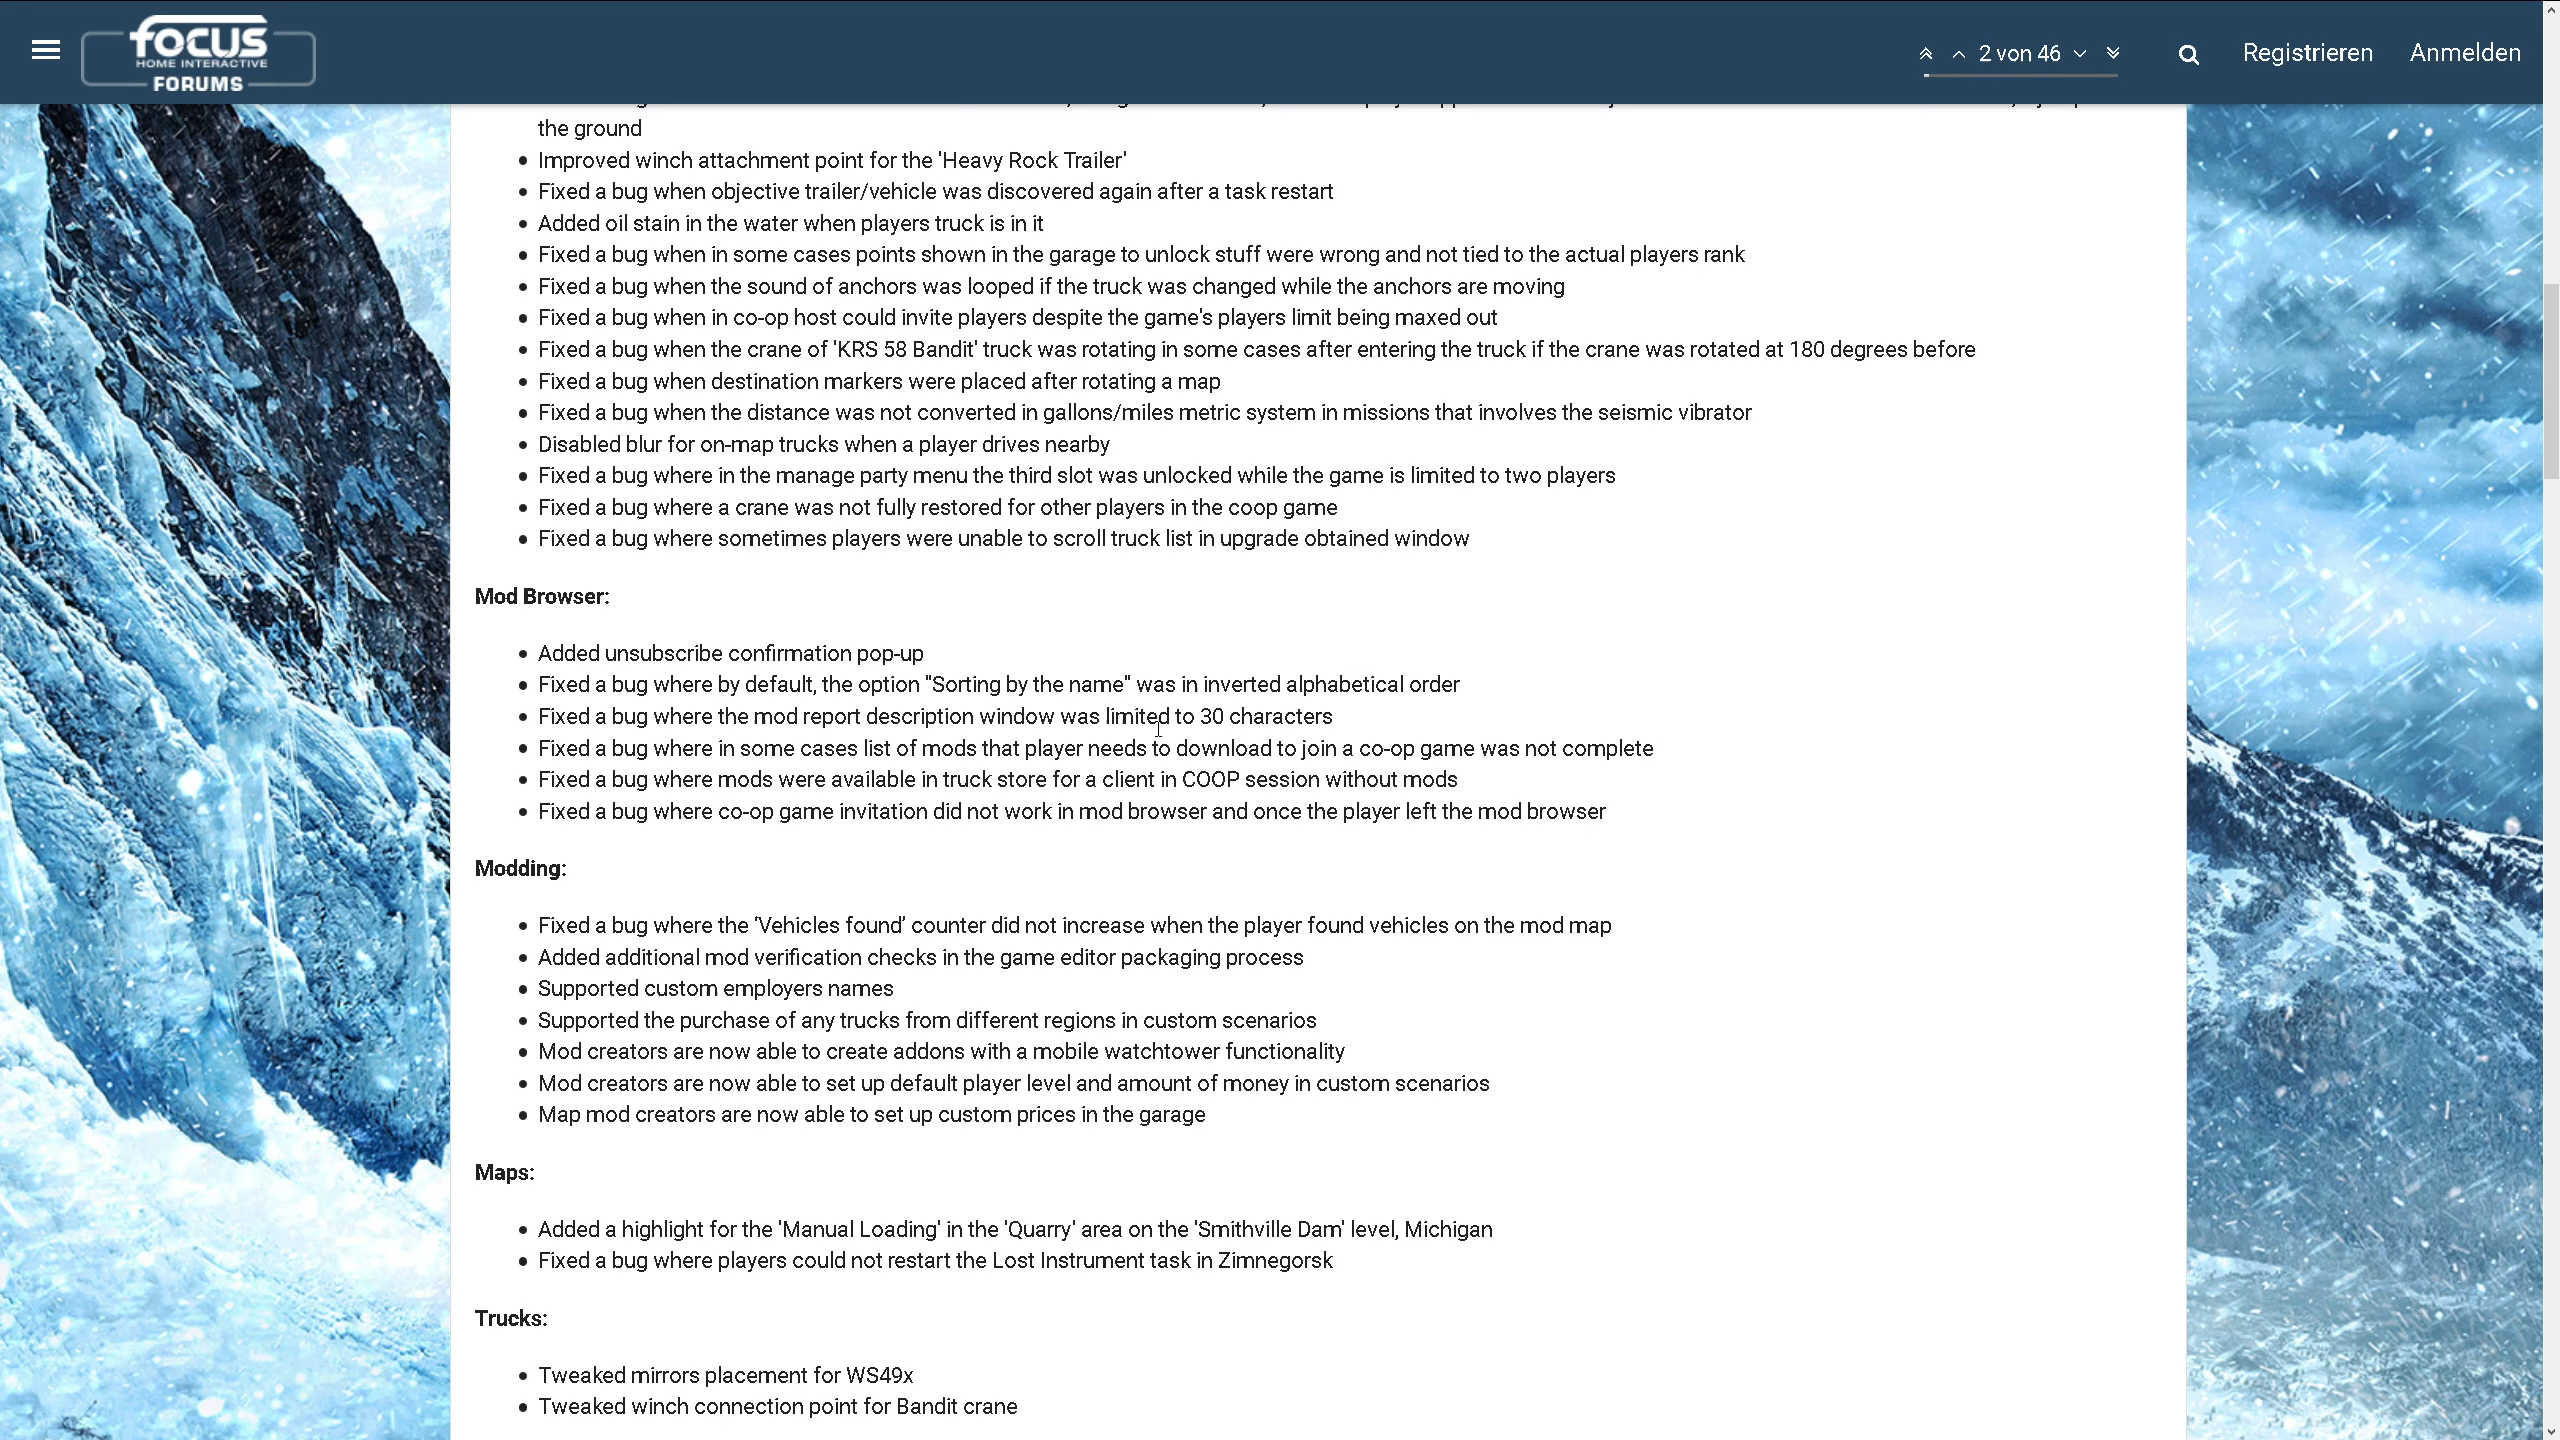 focus
HOME INTERACTIVE
FORUMS
2 von 46
Registrieren
Anmelden
the ground
Improved winch attachment point for the 'Heavy Rock Trailer'
Fixed a bug when objective trailer/vehicle was discovered again after a task restart
Added oil stain in the water when players truck is in it
Fixed a bug when in some cases points shown in the garage to unlock stuff were wrong and not tied to the actual players rank
Fixed a bug when the sound of anchors was looped if the truck was changed while the anchors are moving
Fixed a bug when in co-op host could invite players despite the game's players limit being maxed out
Fixed a bug when the crane of 'KRS 58 Bandit' truck was rotating in some cases after entering the truck if the crane was rotated at 180 degrees before
Fixed a bug when destination markers were placed after rotating a map
Fixed a bug when the distance was not converted in gallons/miles metric system in missions that involves the seismic vibrator
Disabled blur for on-map trucks when a player drives nearby
Fixed a bug where in the manage party menu the third slot was unlocked while the game is limited to two players
Fixed a bug where a crane was not fully restored for other players in the coop game
Fixed a bug where sometimes players were unable to scroll truck list in upgrade obtained window
Mod Browser:
Added unsubscribe confirmation pop-up
Fixed a bug where by default, the option "Sorting by the name" was in inverted alphabetical order
Fixed a bug where the mod report description window was limited to 30 characters
Fixed a bug where in some cases list of mods that player needs to download to join a co-op game was not complete
Fixed a bug where mods were available in truck store for a client in COOP session without mods
Fixed a bug where co-op game invitation did not work in mod browser and once the player left the mod browser
Modding:
Fixed a bug where the ‘Vehicles found’ counter did not increase when the player found vehicles on the mod map
Added additional mod verification checks in the game editor packaging process
Supported custom employers names
Supported the purchase of any trucks from different regions in custom scenarios
Mod creators are now able to create addons with a mobile watchtower functionality
Mod creators are now able to set up default player level and amount of money in custom scenarios
Map mod creators are now able to set up custom prices in the garage
Maps:
Added a highlight for the 'Manual Loading' in the 'Quarry' area on the 'Smithville Dam' level, Michigan
Fixed a bug where players could not restart the Lost Instrument task in Zimnegorsk
Trucks:
Tweaked mirrors placement for WS49x
Tweaked winch connection point for Bandit crane